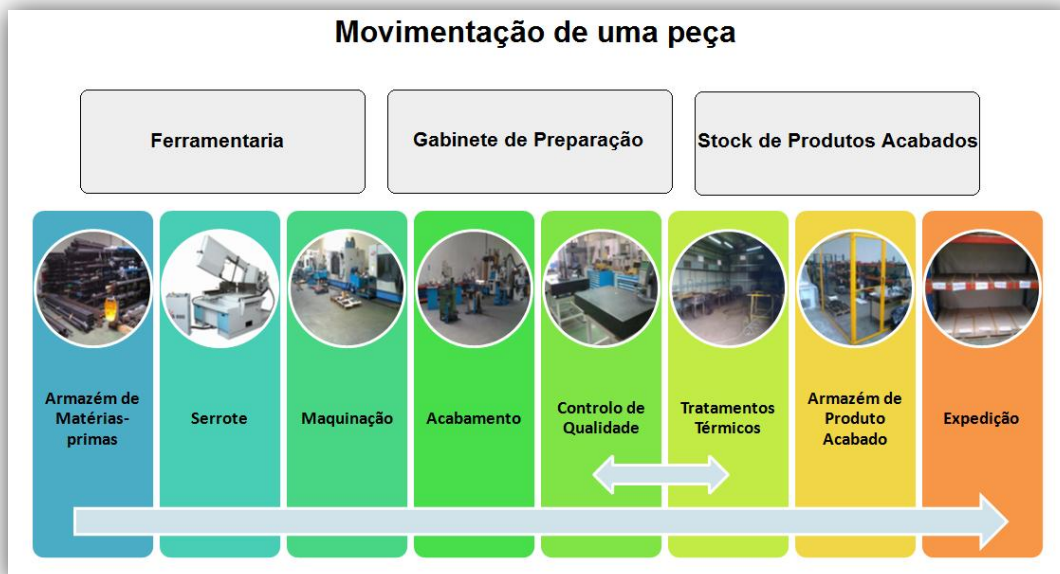 Movimentação de uma peça
Ferramentaria
Gabinete de Preparação
Stock de Produtos Acabados
Armazém de
Matérias-
primas
Serrote
Maquinação
Acabamento
Controlo de
Qualidade
Tratamentos
Térmicos
Armazém de
Produto
Acabado
Expedição